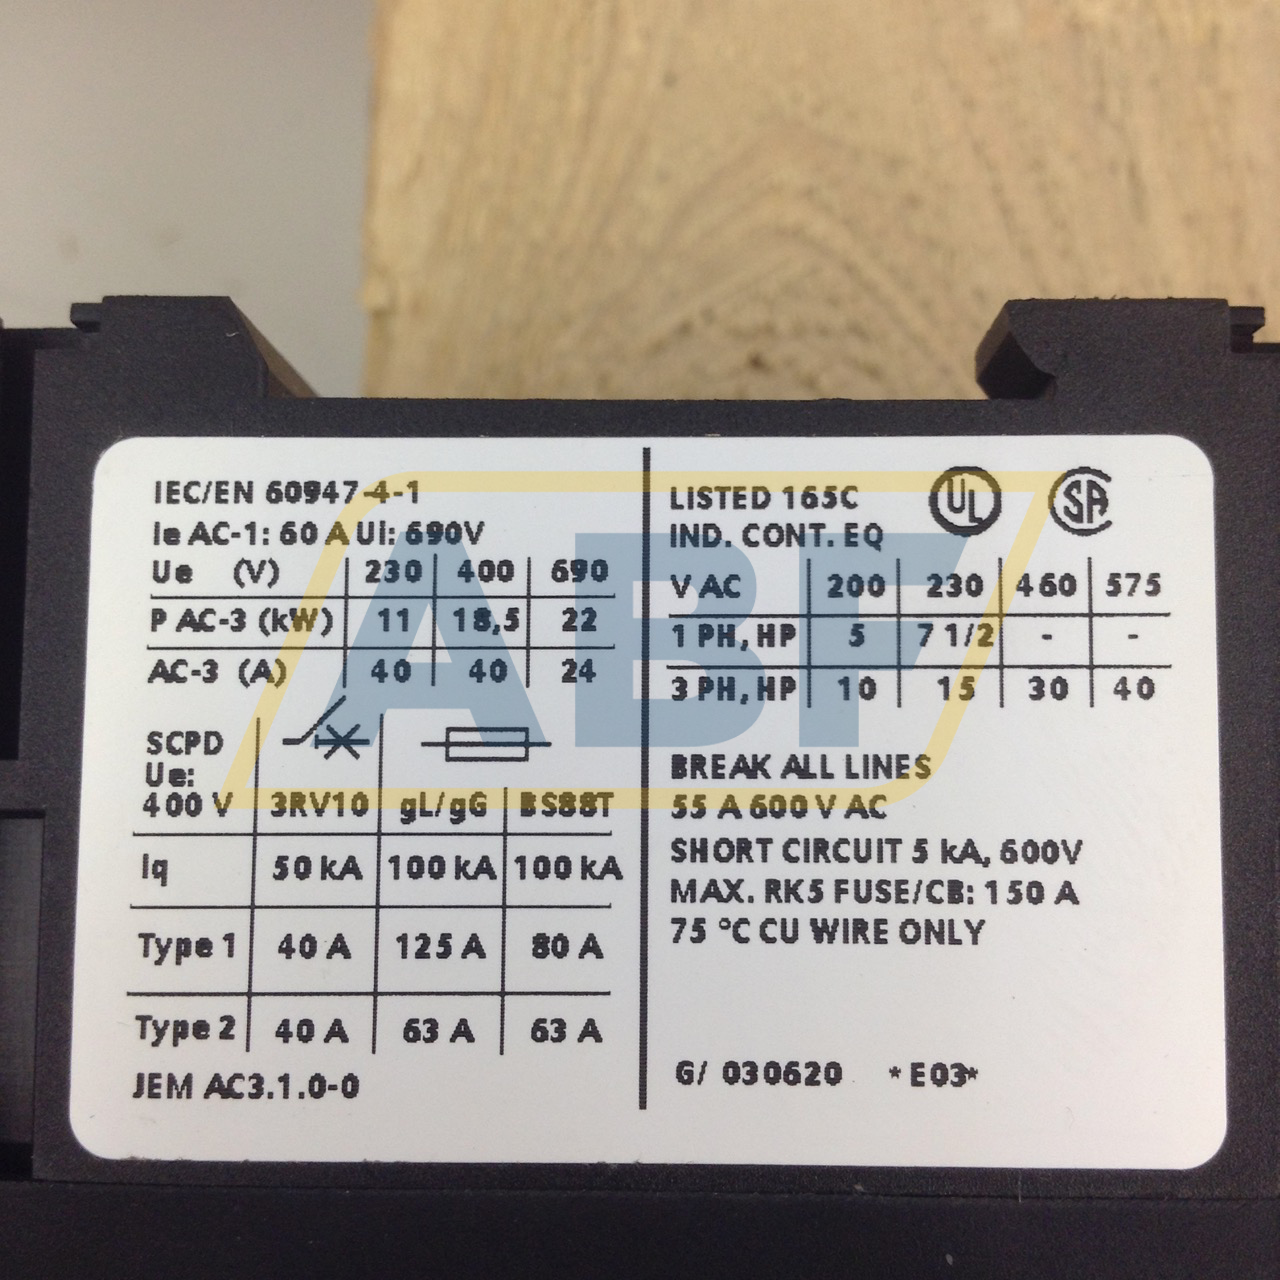 IEC/EN 60947-4-1
Ie AC-1: 60 A Ui: 690V
Ue (V) 230 400 690
P AC-3 (kW) 11 18,5 22
AC-3 (A) 40 40 24
SCPD
Ue:
400 V 3RV10 gL/gG BS88T
Iq 50 kA 100 kA 100 kA
Type 1 40 A 125 A 80 A
Type 2 40 A 63 A 63 A
JEM AC3.1.0-0
LISTED 165C UL SA
IND. CONT. EQ
V AC 200 230 460 575
1 PH, HP 5 7 1/2 - -
3 PH, HP 10 15 30 40
BREAK ALL LINES
55 A 600 V AC
SHORT CIRCUIT 5 kA, 600V
MAX. RK5 FUSE/CB: 150 A
75 °C CU WIRE ONLY
G/ 030620 *E03*
ABF